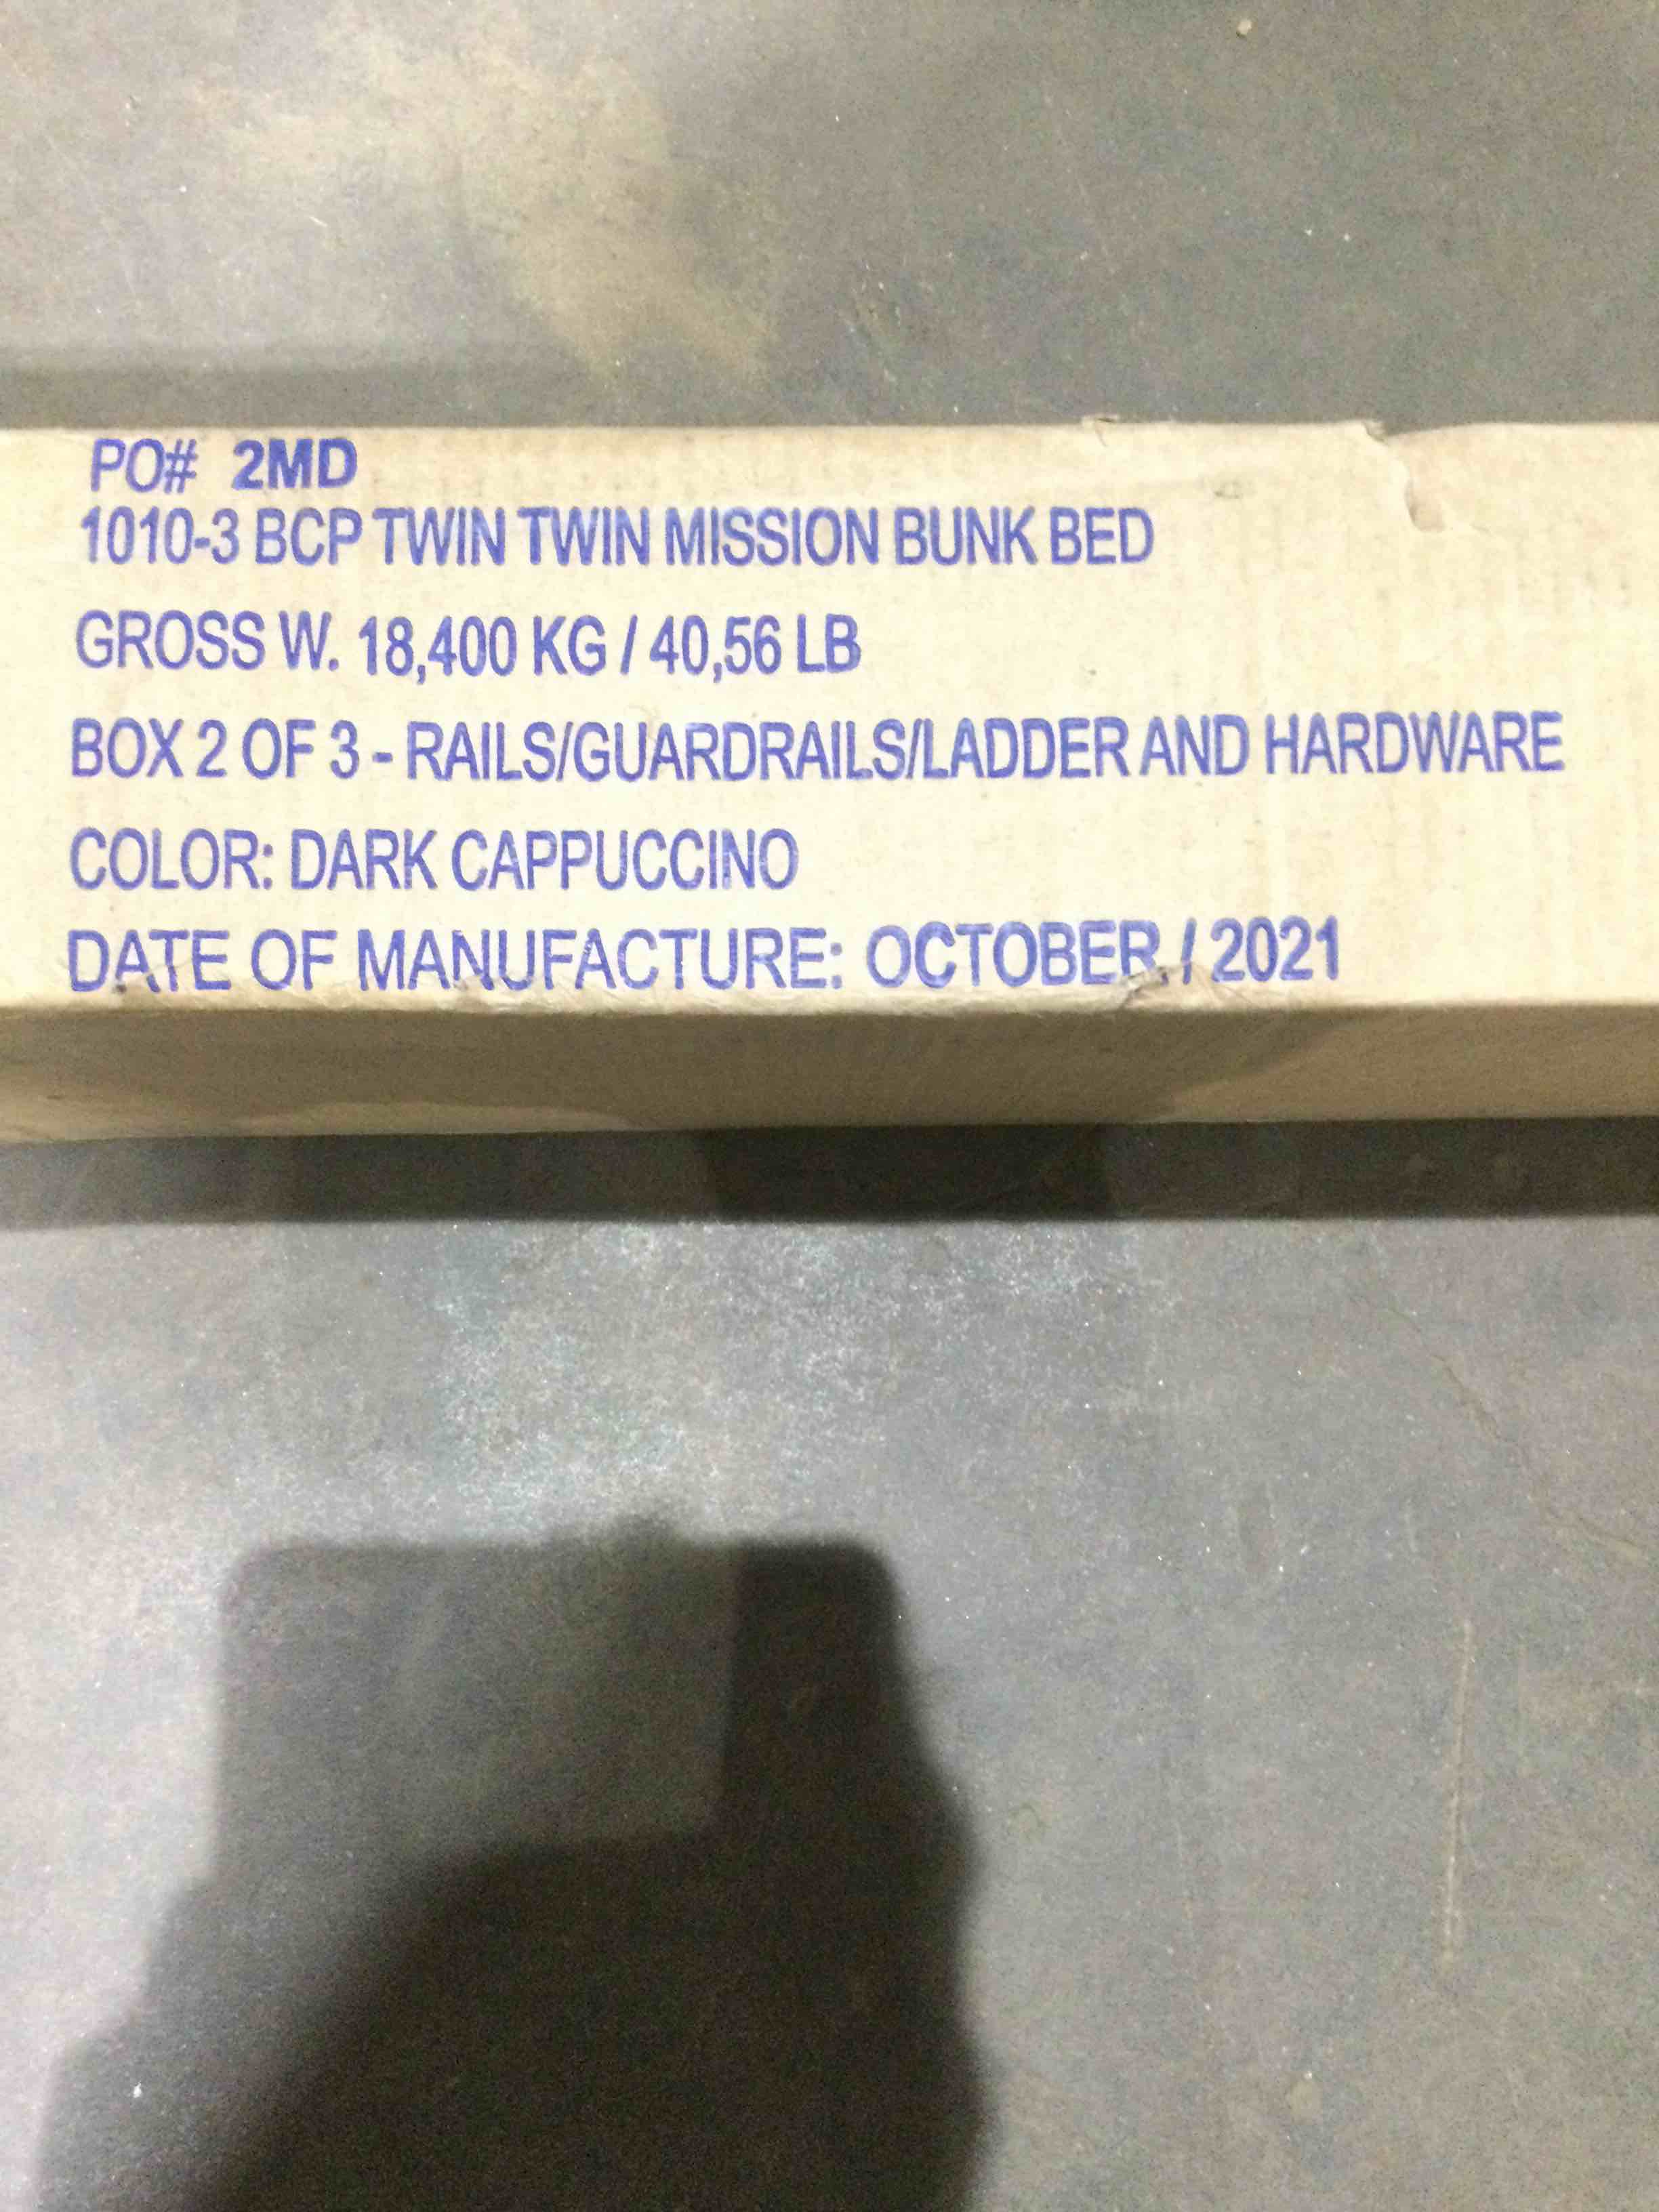 PO# 2MD
1010-3 BCP TWIN TWIN MISSION BUNK BED
GROSS W. 18,400 KG / 40,56 LB
BOX 2 OF 3 - RAILS/GUARDRAILS/LADDER AND HARDWARE
COLOR: DARK CAPPUCCINO
DATE OF MANUFACTURE: OCTOBER / 2021